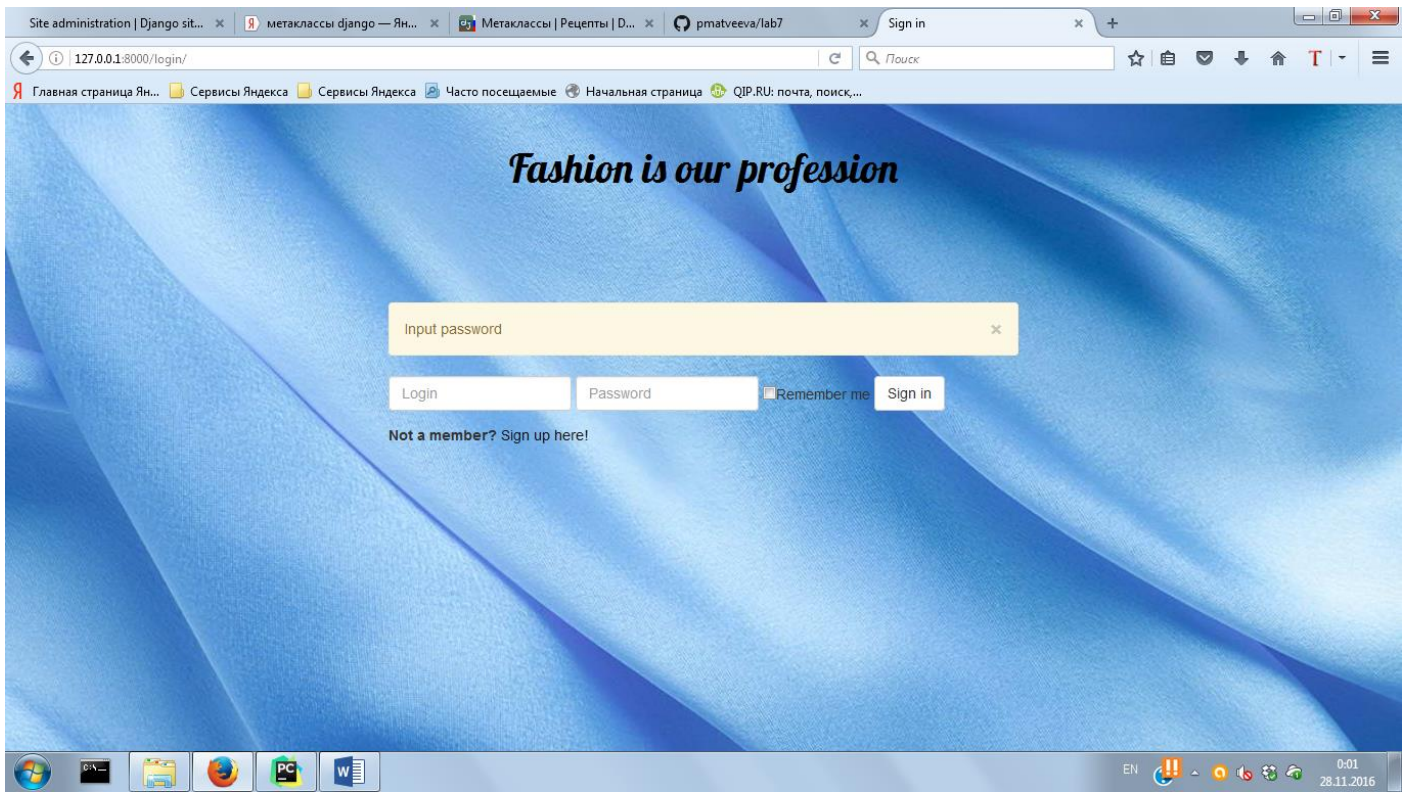 Site administration | Django sit... Я метаклассы django — Ян... Метаклассы | Рецепты | D... pmatveeva/lab7 Sign in
127.0.0.1:8000/login/ Поиск T
Я Главная страница Ян... Сервисы Яндекса Сервисы Яндекса Часто посещаемые Начальная страница QIP.RU: почта, поиск,...
Fashion is our profession
Input password
Login Password Remember me Sign in
Not a member? Sign up here!
C:\_ PC W EN 0:01
28.11.2016